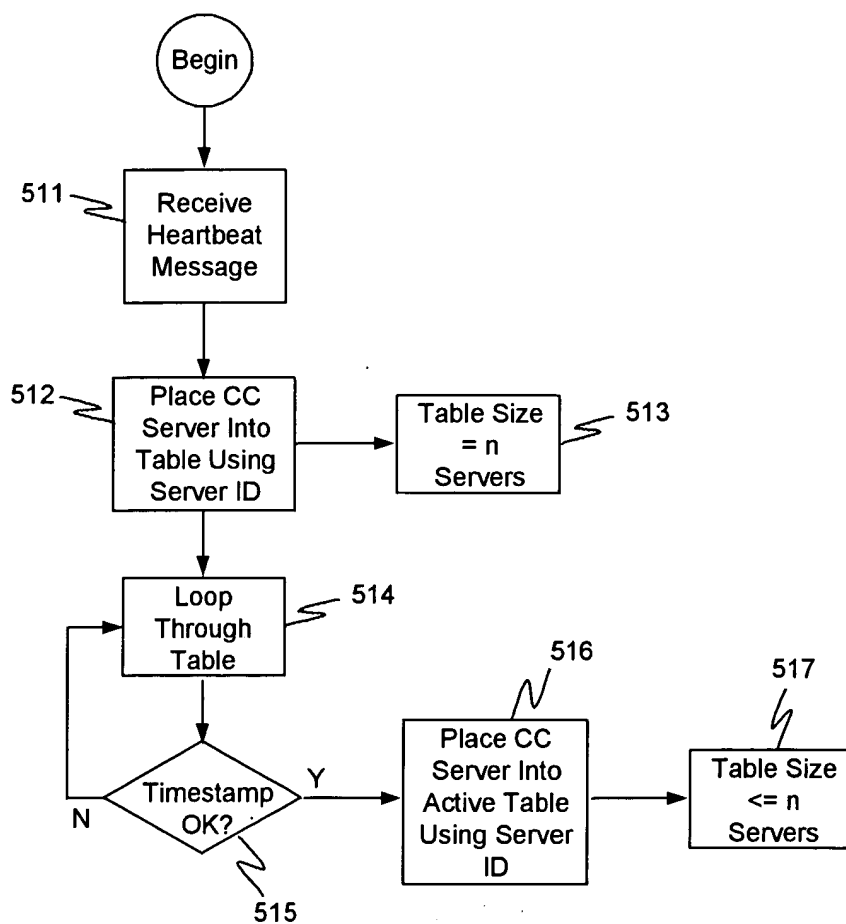 Begin
511
Receive
Heartbeat
Message
512
Place CC
Server Into
Table Using
Server ID
Table Size
= n
Servers
513
Loop
Through
Table
514
Timestamp
OK?
N
Y
515
516
Place CC
Server Into
Active Table
Using Server
ID
517
Table Size
<= n
Servers